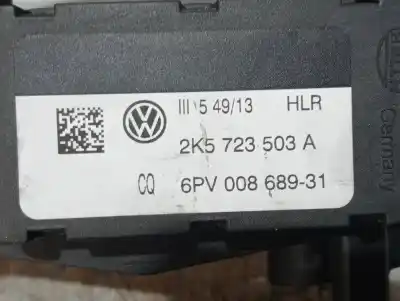 III 5 49/13 HLR
2K5 723 503 A
CQ 6PV 008 689-31
Germany